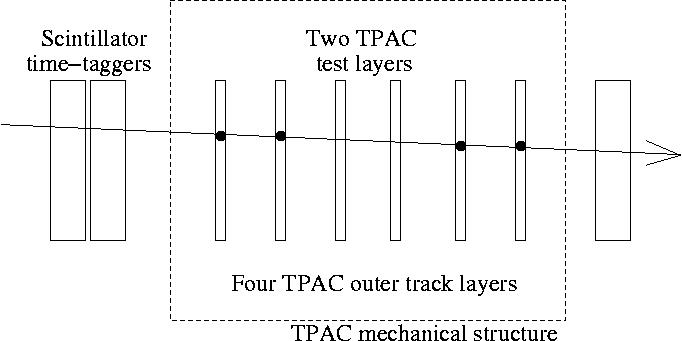 Scintillator
time-taggers
Two TPAC
test layers
Four TPAC outer track layers
TPAC mechanical structure